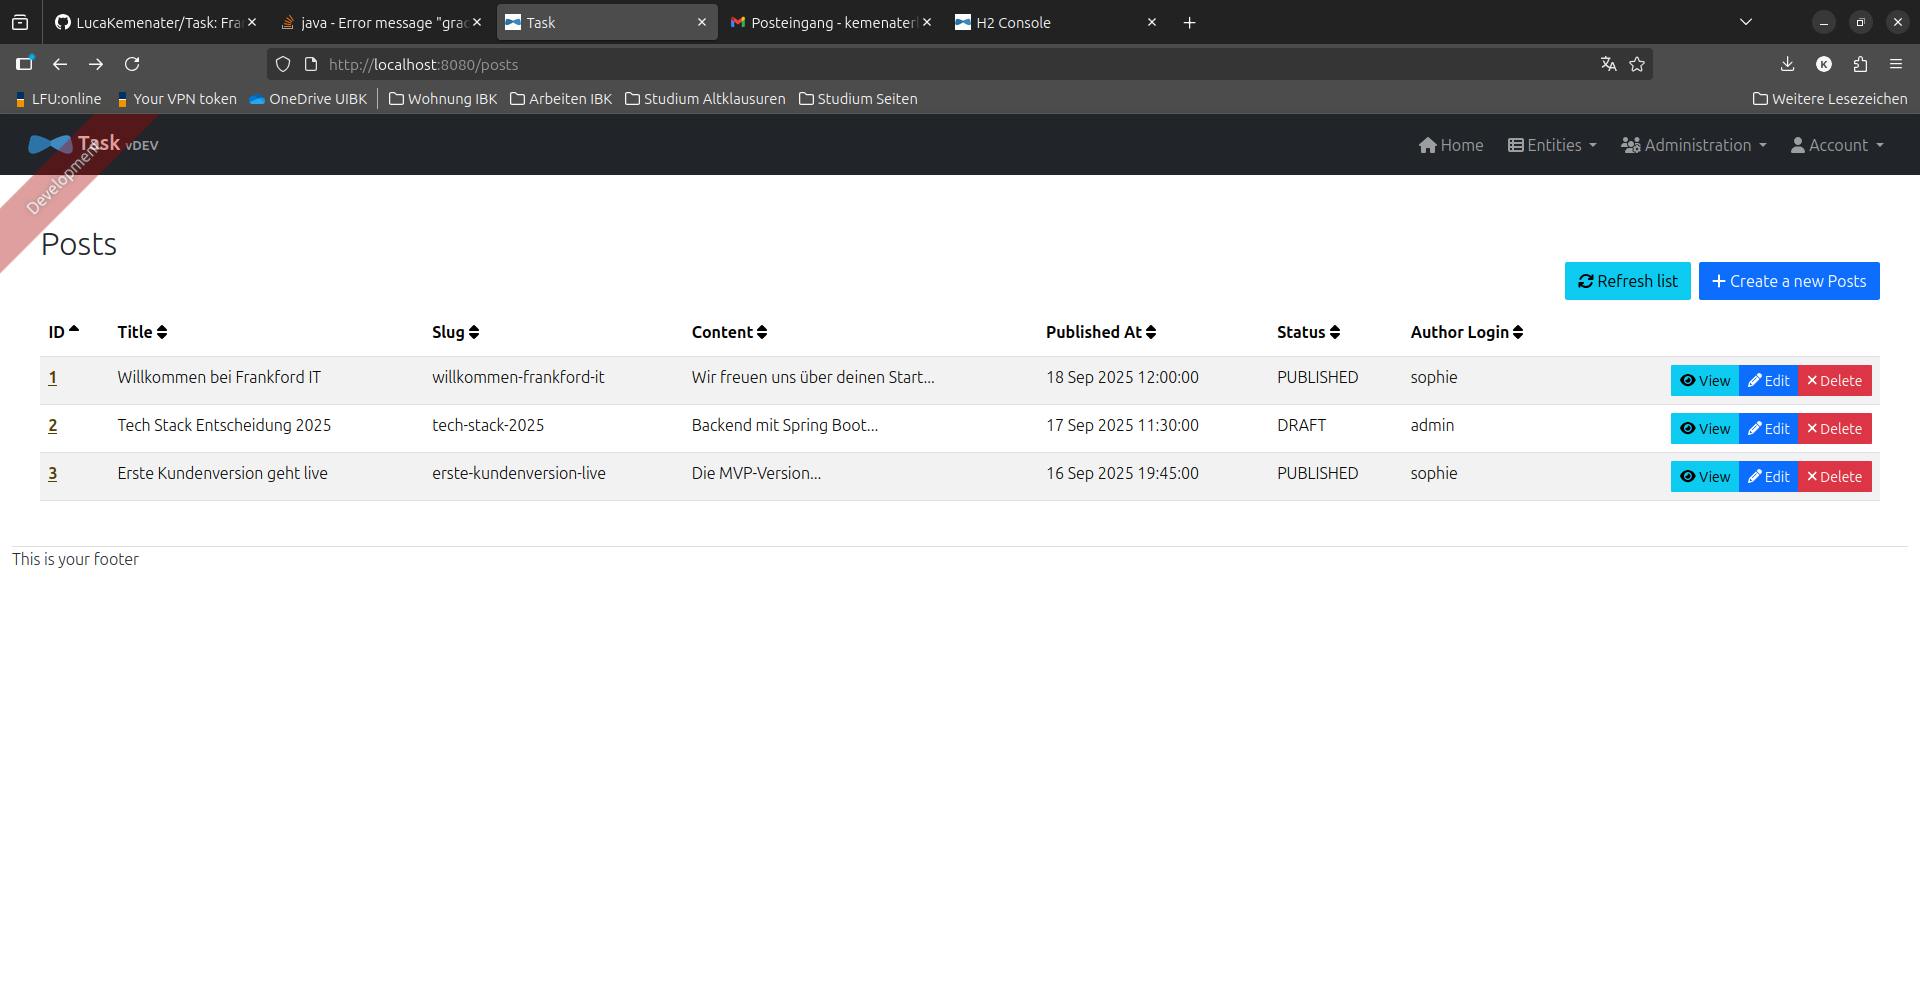 LucaKemenater/Task: Fra
java - Error message "grac
Task
Posteingang - kemenaterl
H2 Console
http://localhost:8080/posts
K
LFU:online Your VPN token OneDrive UIBK Wohnung IBK Arbeiten IBK Studium Altklausuren Studium Seiten Weitere Lesezeichen
Task vDEV Home Entities Administration Account
Development
Posts
Refresh list Create a new Posts
ID Title Slug Content Published At Status Author Login
1 Willkommen bei Frankford IT willkommen-frankford-it Wir freuen uns über deinen Start... 18 Sep 2025 12:00:00 PUBLISHED sophie View Edit Delete
2 Tech Stack Entscheidung 2025 tech-stack-2025 Backend mit Spring Boot... 17 Sep 2025 11:30:00 DRAFT admin View Edit Delete
3 Erste Kundenversion geht live erste-kundenversion-live Die MVP-Version... 16 Sep 2025 19:45:00 PUBLISHED sophie View Edit Delete
This is your footer